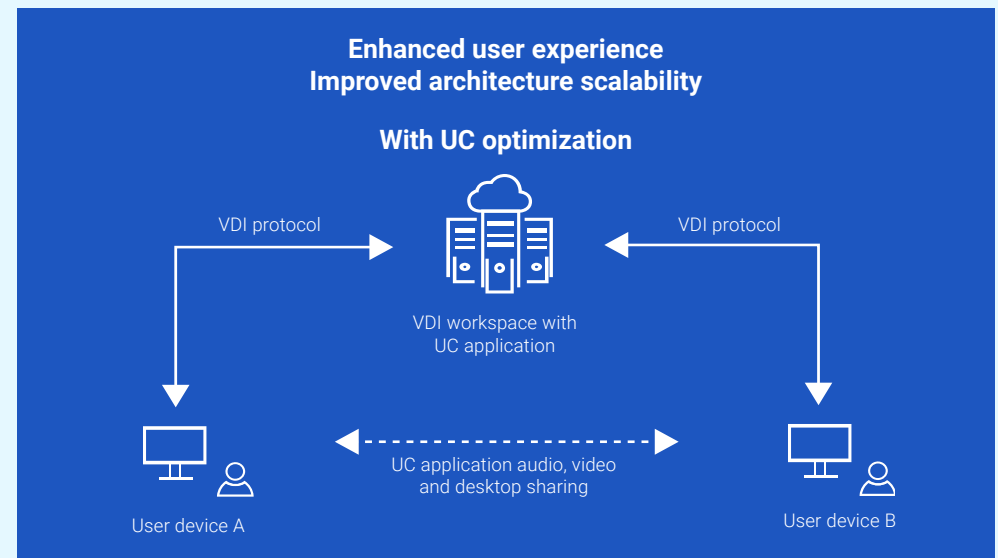 Enhanced user experience
Improved architecture scalability
With UC optimization
VDI protocol
VDI protocol
VDI workspace with
UC application
UC application audio, video
and desktop sharing
User device A
User device B